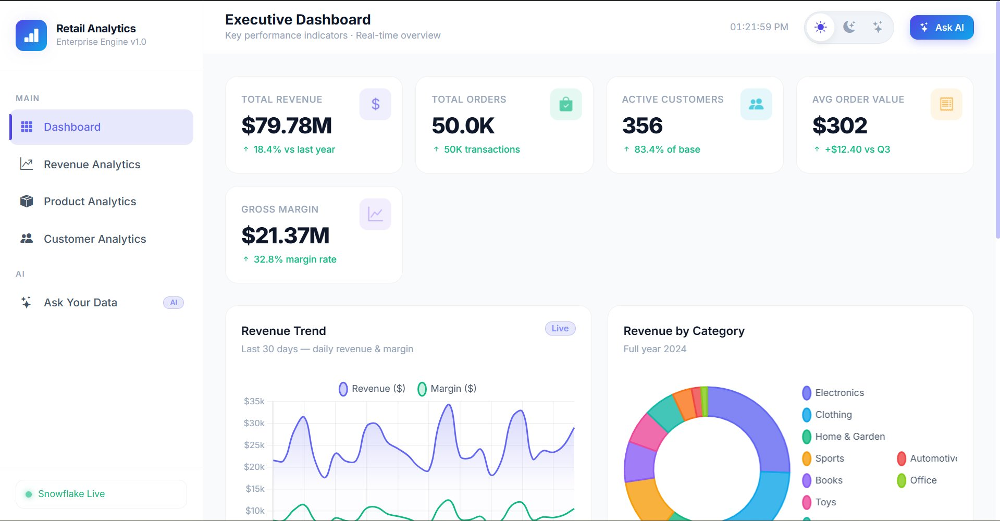 Retail Analytics
Enterprise Engine v1.0
MAIN
Dashboard
Revenue Analytics
Product Analytics
Customer Analytics
AI
Ask Your Data
AI
Snowflake Live
Executive Dashboard
Key performance indicators · Real-time overview
01:21:59 PM
Ask AI
TOTAL REVENUE
$
$79.78M
↑ 18.4% vs last year
TOTAL ORDERS
50.0K
↑ 50K transactions
ACTIVE CUSTOMERS
356
↑ 83.4% of base
AVG ORDER VALUE
$302
↑ +$12.40 vs Q3
GROSS MARGIN
$21.37M
↑ 32.8% margin rate
Revenue Trend
Live
Last 30 days — daily revenue & margin
Revenue ($)
Margin ($)
$35k
$30k
$25k
$20k
$15k
$10k
Revenue by Category
Full year 2024
Electronics
Clothing
Home & Garden
Sports
Books
Toys
Automotive
Office